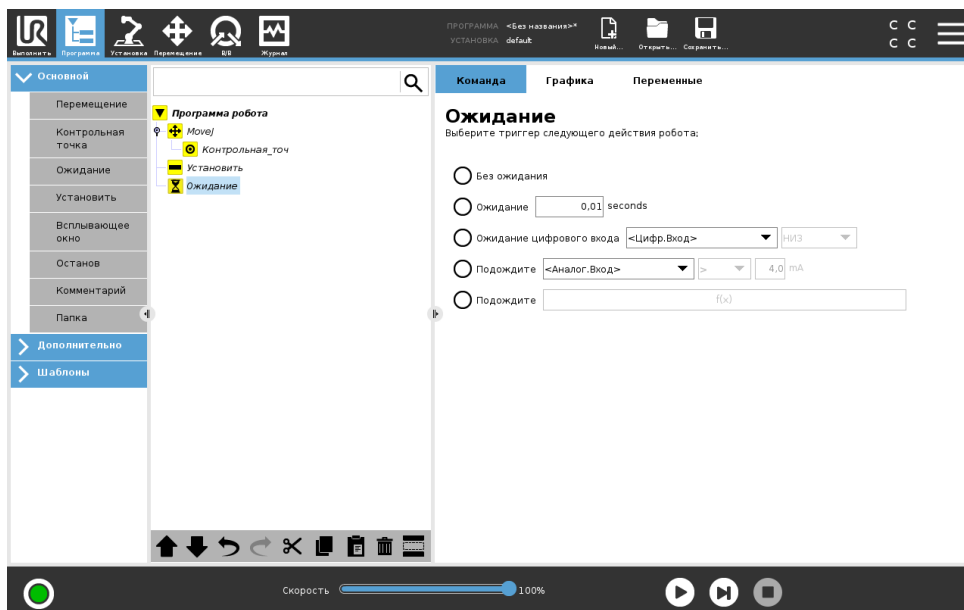 ПРОГРАММА <Без названия>*
УСТАНОВКА default
Выполнить
Программа
Установка
Перемещение
В/В
Журнал
Новый...
Открыть...
Сохранить...
C C
C C
Основной
Перемещение
Контрольная
точка
Ожидание
Установить
Всплывающее
окно
Останов
Комментарий
Папка
Дополнительно
Шаблоны
Программа робота
MoveJ
Контрольная_точ
Установить
Ожидание
Команда
Графика
Переменные
Ожидание
Выберите триггер следующего действия робота:
Без ожидания
Ожидание 0,01 seconds
Ожидание цифрового входа <Цифр.Вход> НИЗ
Подождите <Аналог.Вход> > 4,0 mA
Подождите f(x)
Скорость 100%